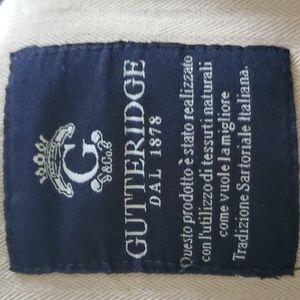 G
& Co.
GUTTERIDGE
DAL 1878
Questo prodotto è stato realizzato
con l'utilizzo di tessuti naturali
come vuole la migliore
Tradizione Sartoriale Italiana.